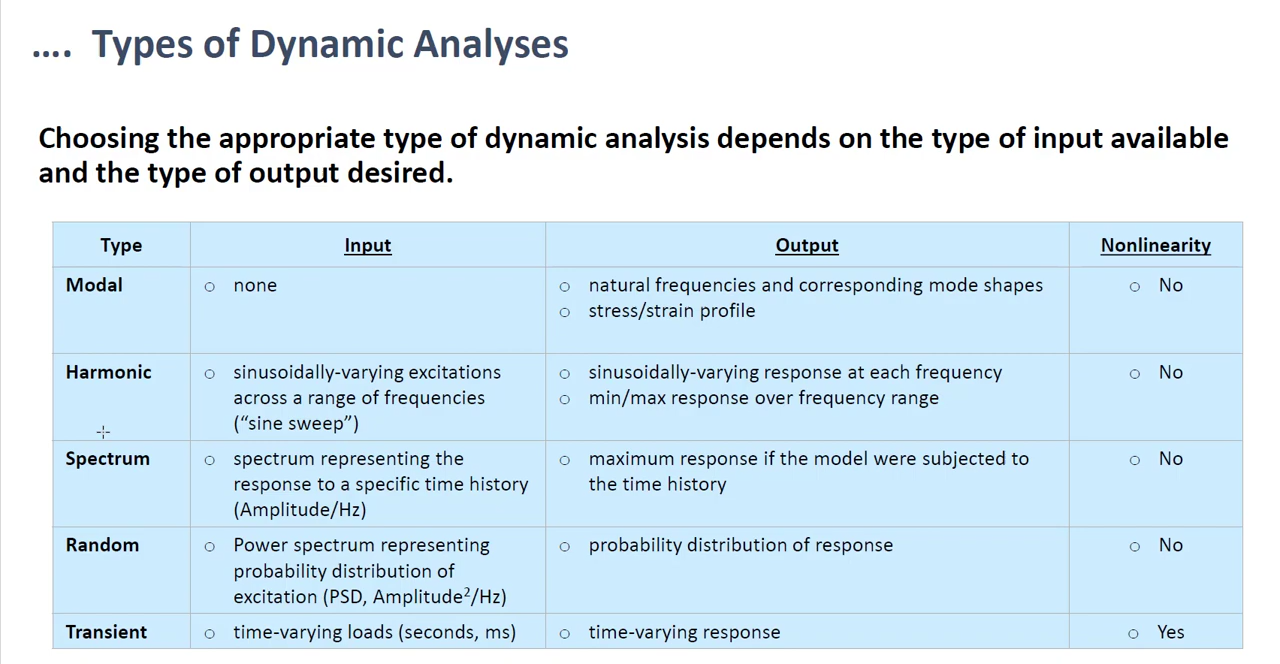 .... Types of Dynamic Analyses
Choosing the appropriate type of dynamic analysis depends on the type of input available
and the type of output desired.
Type Input Output Nonlinearity
Modal ○ none ○ natural frequencies and corresponding mode shapes ○ No
○ stress/strain profile
Harmonic ○ sinusoidally-varying excitations ○ sinusoidally-varying response at each frequency ○ No
across a range of frequencies ○ min/max response over frequency range
(“sine sweep”)
Spectrum ○ spectrum representing the ○ maximum response if the model were subjected to ○ No
response to a specific time history the time history
(Amplitude/Hz)
Random ○ Power spectrum representing ○ probability distribution of response ○ No
probability distribution of
excitation (PSD, Amplitude²/Hz)
Transient ○ time-varying loads (seconds, ms) ○ time-varying response ○ Yes